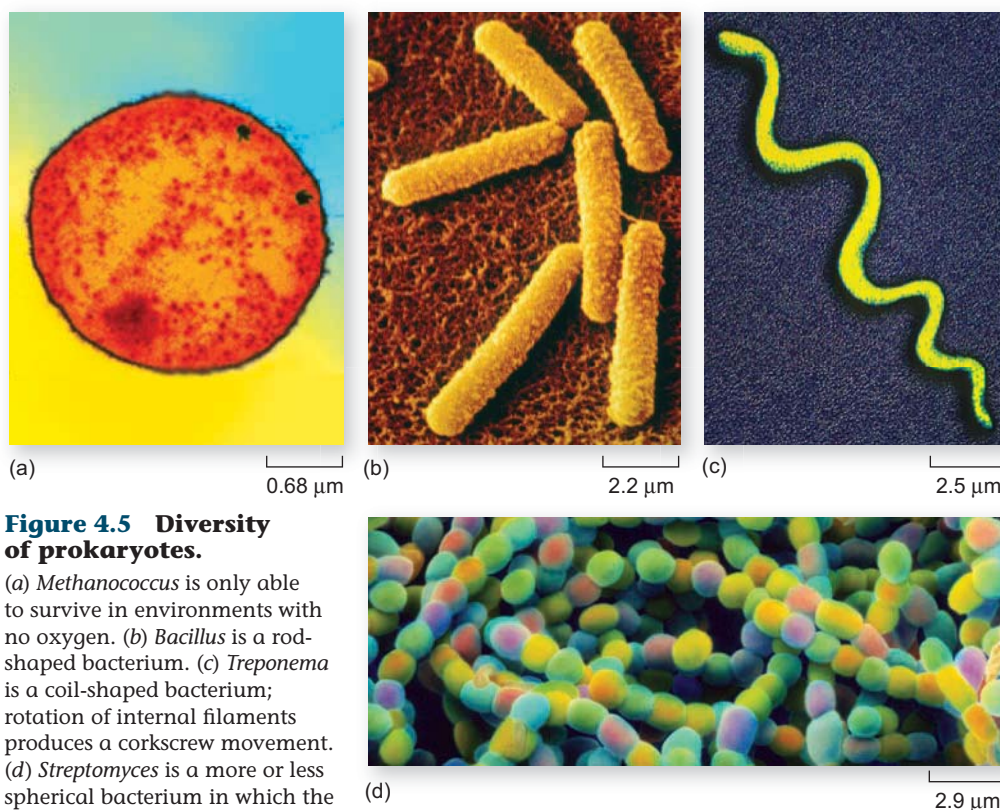 (a)
0.68 μm
(b)
2.2 μm
(c)
2.5 μm
Figure 4.5 Diversity
of prokaryotes.
(a) Methanococcus is only able
to survive in environments with
no oxygen. (b) Bacillus is a rod-
shaped bacterium. (c) Treponema
is a coil-shaped bacterium;
rotation of internal filaments
produces a corkscrew movement.
(d) Streptomyces is a more or less
spherical bacterium in which the
(d)
2.9 μm